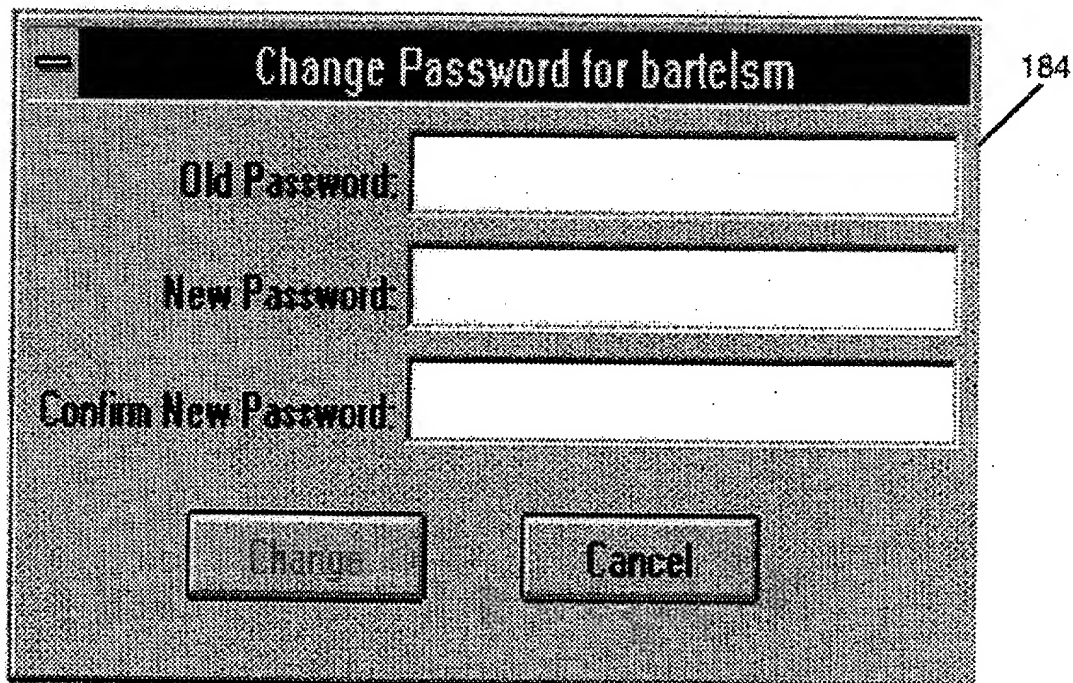 Change Password for bartelsm
184
Old Password:
New Password:
Confirm New Password:
Change
Cancel